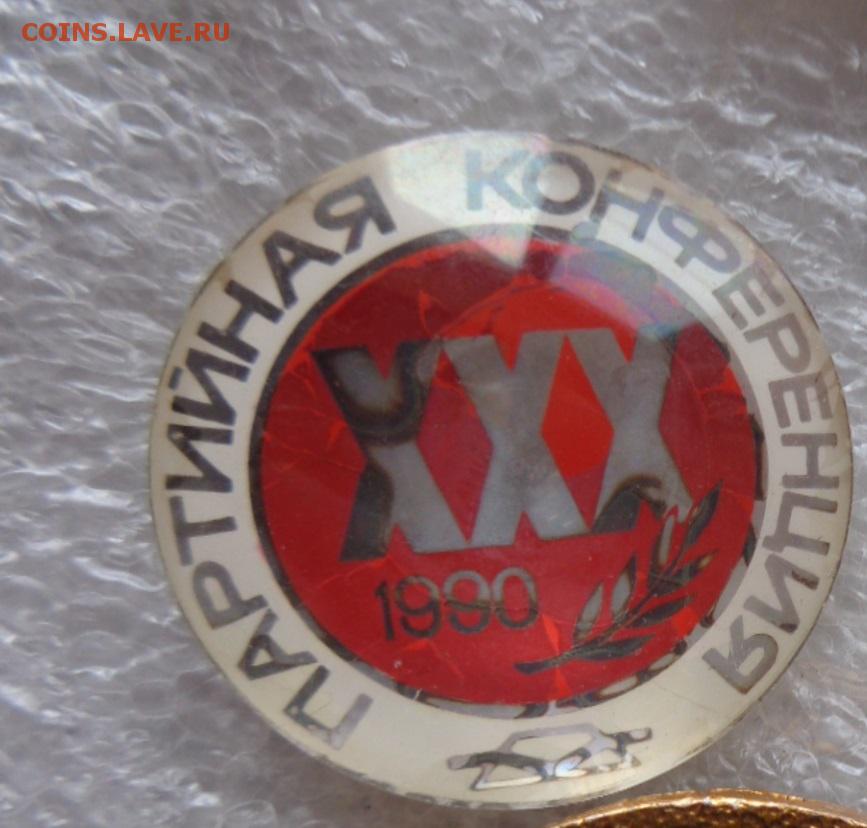 COINS.LAVE.RU
ПАРТИЙНАЯ КОНФЕРЕНЦИЯ
XXX
1990